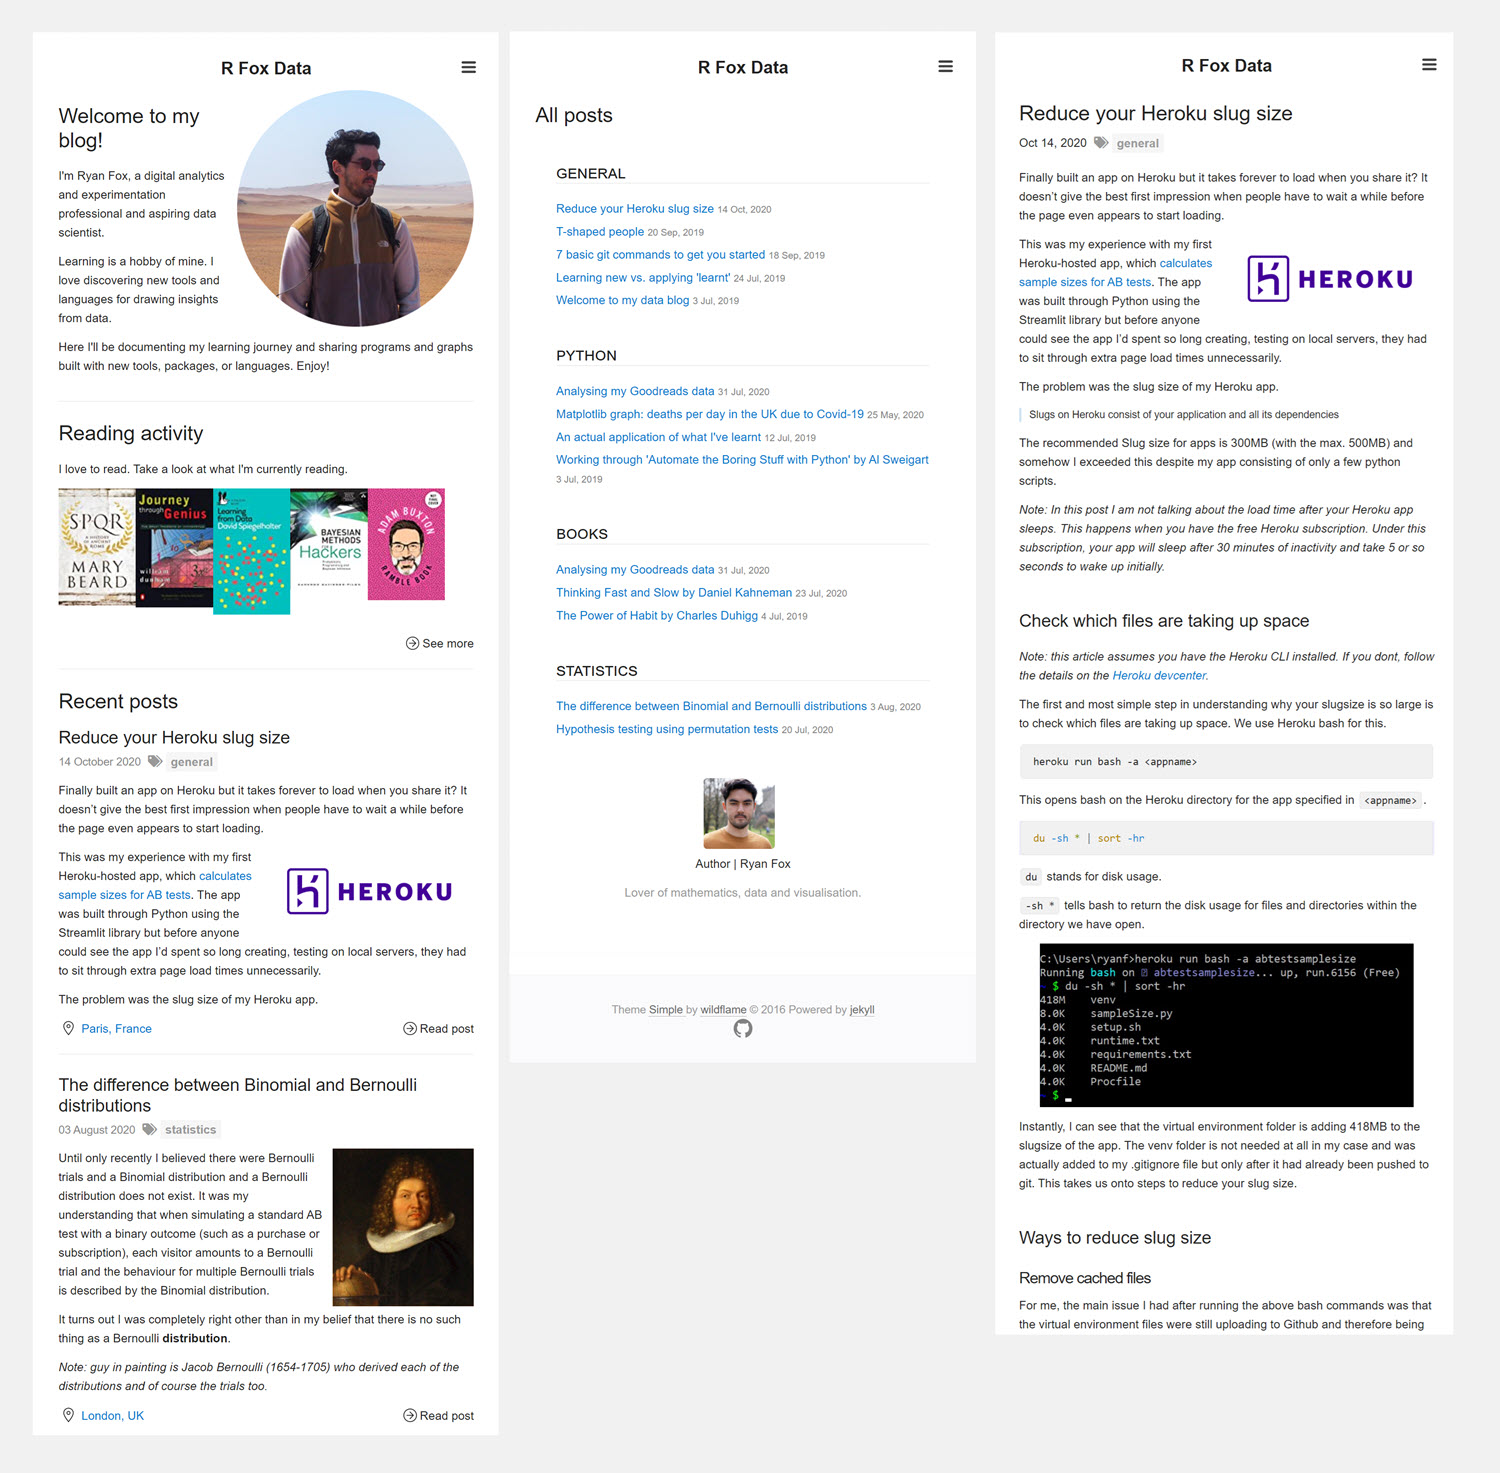 R Fox Data
Welcome to my
blog!
I'm Ryan Fox, a digital analytics
and experimentation
professional and aspiring data
scientist.
Learning is a hobby of mine. I
love discovering new tools and
languages for drawing insights
from data.
Here I'll be documenting my learning journey and sharing programs and graphs
built with new tools, packages, or languages. Enjoy!
Reading activity
I love to read. Take a look at what I'm currently reading.
SPQR
MARY
BEARD
Journey
through
Genius
william
Learning
from Data
David Spiegelhalter
BAYESIAN
METHODS
for
Hackers
ADAM BUXTON
RAMBLE BOOK
See more
Recent posts
Reduce your Heroku slug size
14 October 2020 general
Finally built an app on Heroku but it takes forever to load when you share it? It
doesn't give the best first impression when people have to wait a while before
the page even appears to start loading.
This was my experience with my first
Heroku-hosted app, which calculates
sample sizes for AB tests. The app
was built through Python using the
Streamlit library but before anyone
HEROKU
could see the app I'd spent so long creating, testing on local servers, they had
to sit through extra page load times unnecessarily.
The problem was the slug size of my Heroku app.
Paris, France Read post
The difference between Binomial and Bernoulli
distributions
03 August 2020 statistics
Until only recently I believed there were Bernoulli
trials and a Binomial distribution and a Bernoulli
distribution does not exist. It was my
understanding that when simulating a standard AB
test with a binary outcome (such as a purchase or
subscription), each visitor amounts to a Bernoulli
trial and the behaviour for multiple Bernoulli trials
is described by the Binomial distribution.
It turns out I was completely right other than in my belief that there is no such
thing as a Bernoulli distribution.
Note: guy in painting is Jacob Bernoulli (1654-1705) who derived each of the
distributions and of course the trials too.
London, UK Read post
R Fox Data
All posts
GENERAL
Reduce your Heroku slug size 14 Oct, 2020
T-shaped people 20 Sep, 2019
7 basic git commands to get you started 18 Sep, 2019
Learning new vs. applying 'learnt' 24 Jul, 2019
Welcome to my data blog 3 Jul, 2019
PYTHON
Analysing my Goodreads data 31 Jul, 2020
Matplotlib graph: deaths per day in the UK due to Covid-19 25 May, 2020
An actual application of what I've learnt 12 Jul, 2019
Working through 'Automate the Boring Stuff with Python' by Al Sweigart
3 Jul, 2019
BOOKS
Analysing my Goodreads data 31 Jul, 2020
Thinking Fast and Slow by Daniel Kahneman 23 Jul, 2020
The Power of Habit by Charles Duhigg 4 Jul, 2019
STATISTICS
The difference between Binomial and Bernoulli distributions 3 Aug, 2020
Hypothesis testing using permutation tests 20 Jul, 2020
Author | Ryan Fox
Lover of mathematics, data and visualisation.
Theme Simple by wildflame © 2016 Powered by jekyll
R Fox Data
Reduce your Heroku slug size
Oct 14, 2020 general
Finally built an app on Heroku but it takes forever to load when you share it? It
doesn't give the best first impression when people have to wait a while before
the page even appears to start loading.
This was my experience with my first
Heroku-hosted app, which calculates
sample sizes for AB tests. The app
was built through Python using the
Streamlit library but before anyone
HEROKU
could see the app I'd spent so long creating, testing on local servers, they had
to sit through extra page load times unnecessarily.
The problem was the slug size of my Heroku app.
Slugs on Heroku consist of your application and all its dependencies
The recommended Slug size for apps is 300MB (with the max. 500MB) and
somehow I exceeded this despite my app consisting of only a few python
scripts.
Note: In this post I am not talking about the load time after your Heroku app
sleeps. This happens when you have the free Heroku subscription. Under this
subscription, your app will sleep after 30 minutes of inactivity and take 5 or so
seconds to wake up initially.
Check which files are taking up space
Note: this article assumes you have the Heroku CLI installed. If you dont, follow
the details on the Heroku devcenter.
The first and most simple step in understanding why your slugsize is so large is
to check which files are taking up space. We use Heroku bash for this.
heroku run bash -a <appname>
This opens bash on the Heroku directory for the app specified in <appname> .
du -sh * | sort -hr
du stands for disk usage.
-sh * tells bash to return the disk usage for files and directories within the
directory we have open.
C:\Users\ryanf>heroku run bash -a abtestsamplesize
Running bash on abtestsamplesize... up, run.6156 (Free)
~ $ du -sh * | sort -hr
418M venv
8.0K sampleSize.py
4.0K setup.sh
4.0K runtime.txt
4.0K requirements.txt
4.0K README.md
4.0K Procfile
~ $
Instantly, I can see that the virtual environment folder is adding 418MB to the
slugsize of the app. The venv folder is not needed at all in my case and was
actually added to my .gitignore file but only after it had already been pushed to
git. This takes us onto steps to reduce your slug size.
Ways to reduce slug size
Remove cached files
For me, the main issue I had after running the above bash commands was that
the virtual environment files were still uploading to Github and therefore being